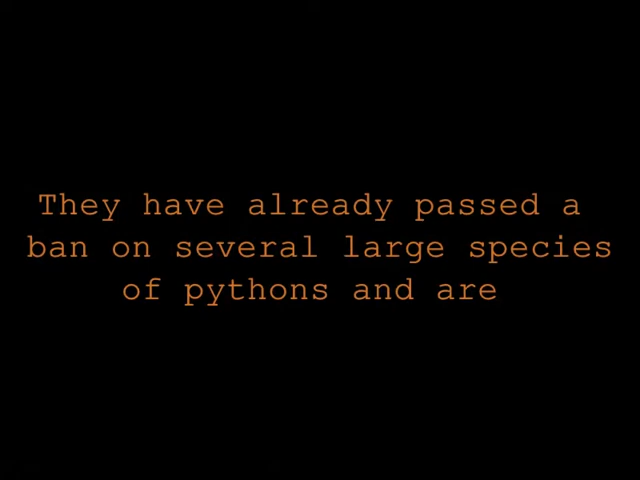 They have already passed a
ban on several large species
of pythons and are